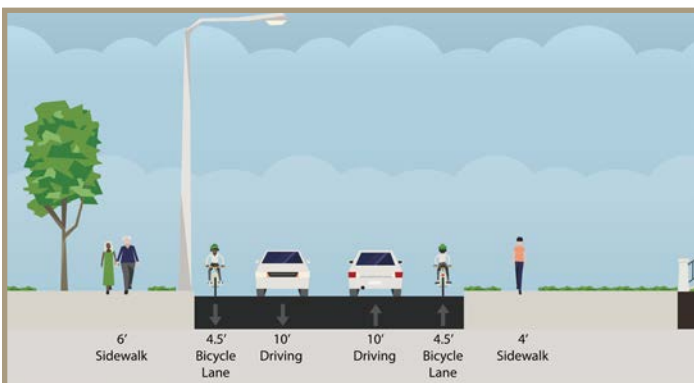 6' 4.5' 10' 10' 4.5' 4'
Sidewalk Bicycle Driving Driving Bicycle Sidewalk
Lane Lane